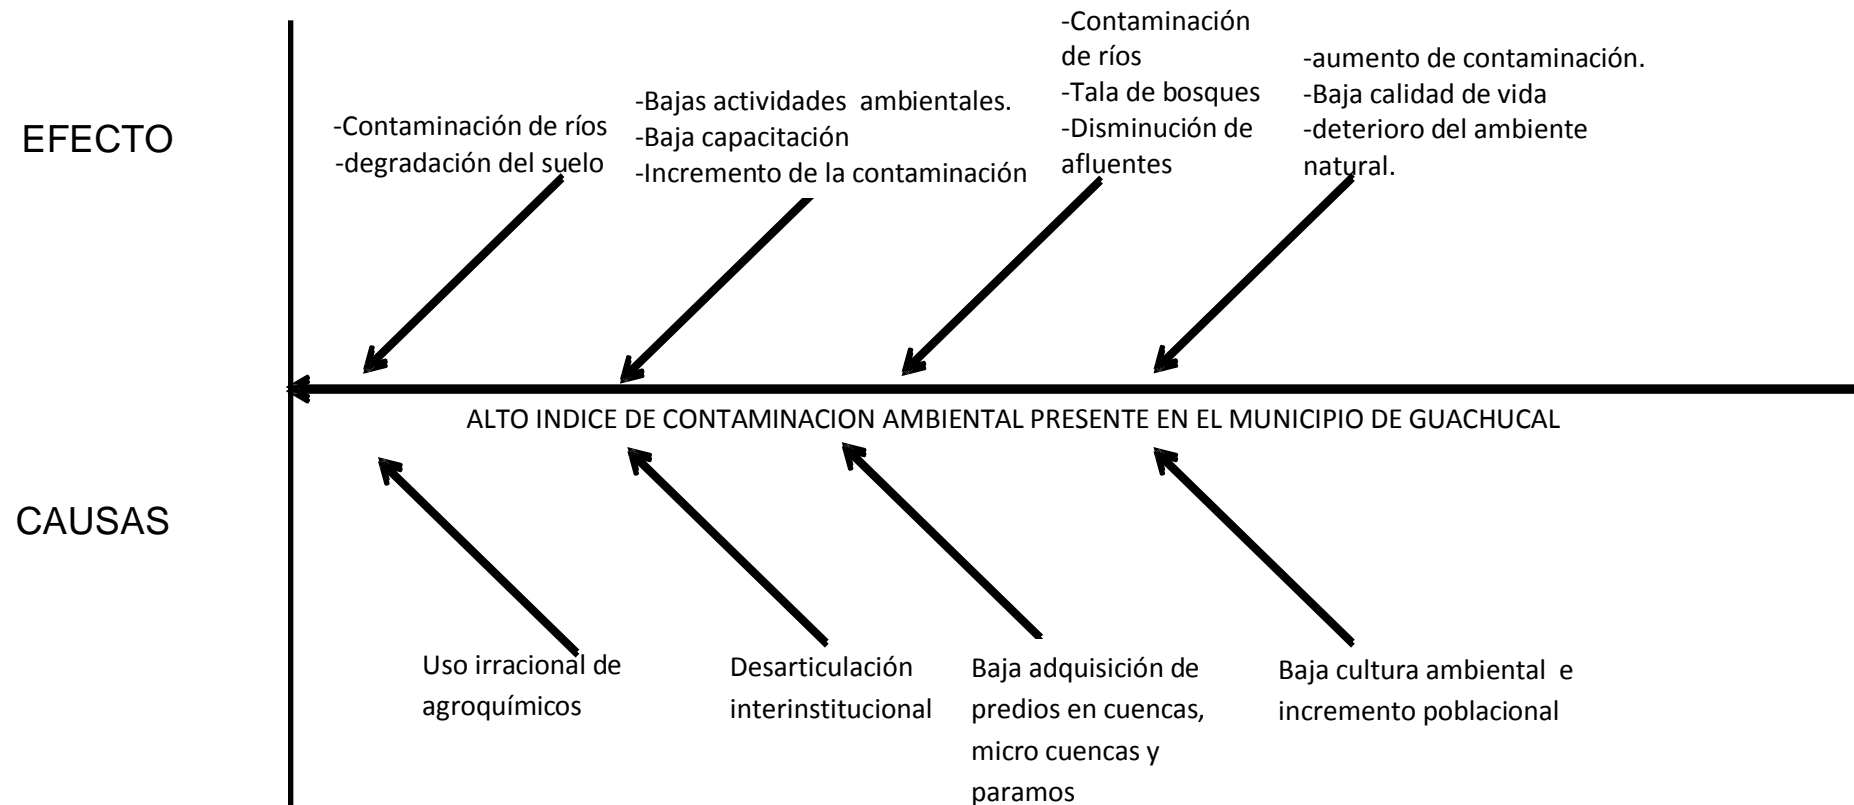 EFECTO
-Contaminación de ríos
-degradación del suelo
-Bajas actividades  ambientales.
-Baja capacitación
-Incremento de la contaminación
-Contaminación
de ríos
-Tala de bosques
-Disminución de
afluentes
-aumento de contaminación.
-Baja calidad de vida
-deterioro del ambiente
natural.
ALTO INDICE DE CONTAMINACION AMBIENTAL PRESENTE EN EL MUNICIPIO DE GUACHUCAL
CAUSAS
Uso irracional de
agroquímicos
Desarticulación
interinstitucional
Baja adquisición de
predios en cuencas,
micro cuencas y
paramos
Baja cultura ambiental  e
incremento poblacional